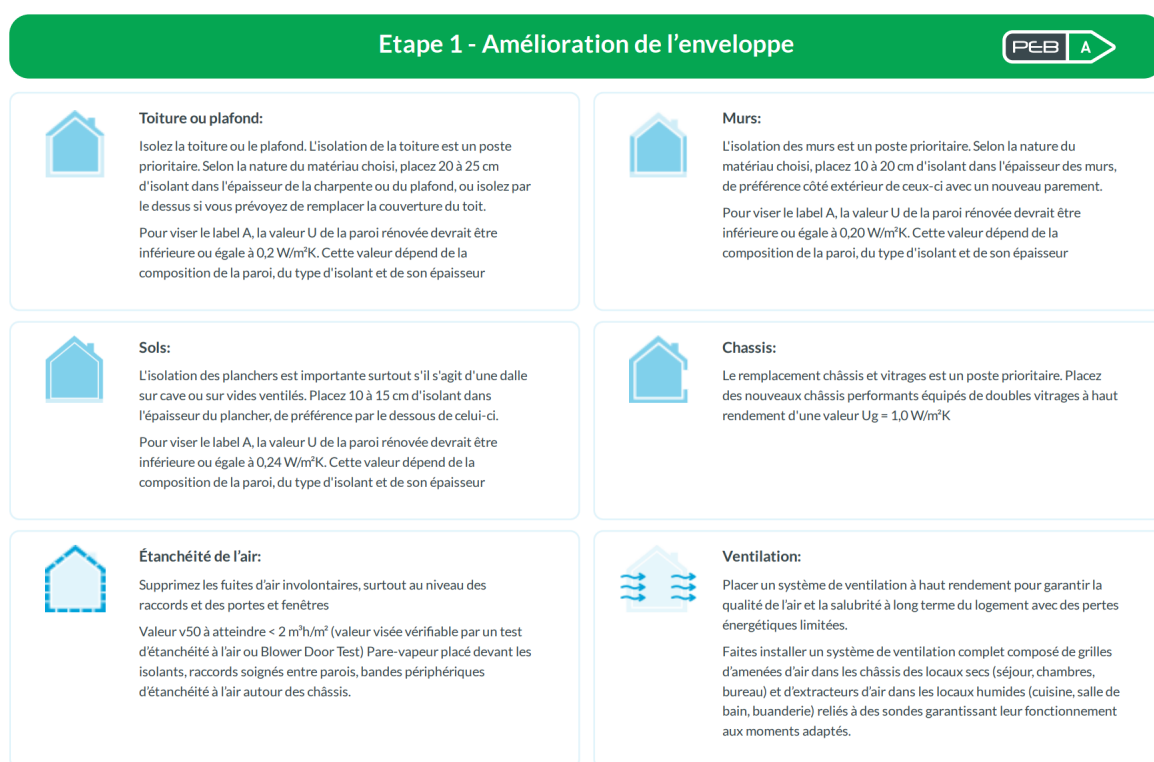 Etape 1 - Amélioration de l'enveloppe
PEB A
Toiture ou plafond:
Isolez la toiture ou le plafond. L'isolation de la toiture est un poste
prioritaire. Selon la nature du matériau choisi, placez 20 à 25 cm
d'isolant dans l'épaisseur de la charpente ou du plafond, ou isolez par
le dessus si vous prévoyez de remplacer la couverture du toit.
Pour viser le label A, la valeur U de la paroi rénovée devrait être
inférieure ou égale à 0,2 W/m²K. Cette valeur dépend de la
composition de la paroi, du type d'isolant et de son épaisseur
Murs:
L'isolation des murs est un poste prioritaire. Selon la nature du
matériau choisi, placez 10 à 20 cm d'isolant dans l'épaisseur des murs,
de préférence côté extérieur de ceux-ci avec un nouveau parement.
Pour viser le label A, la valeur U de la paroi rénovée devrait être
inférieure ou égale à 0,20 W/m²K. Cette valeur dépend de la
composition de la paroi, du type d'isolant et de son épaisseur
Sols:
L'isolation des planchers est importante surtout s'il s'agit d'une dalle
sur cave ou sur vides ventilés. Placez 10 à 15 cm d'isolant dans
l'épaisseur du plancher, de préférence par le dessous de celui-ci.
Pour viser le label A, la valeur U de la paroi rénovée devrait être
inférieure ou égale à 0,24 W/m²K. Cette valeur dépend de la
composition de la paroi, du type d'isolant et de son épaisseur
Chassis:
Le remplacement châssis et vitrages est un poste prioritaire. Placez
des nouveaux châssis performants équipés de doubles vitrages à haut
rendement d'une valeur Ug = 1,0 W/m²K
Étanchéité de l'air:
Supprimez les fuites d'air involontaires, surtout au niveau des
raccords et des portes et fenêtres
Valeur v50 à atteindre < 2 m³h/m² (valeur visée vérifiable par un test
d'étanchéité à l'air ou Blower Door Test) Pare-vapeur placé devant les
isolants, raccords soignés entre parois, bandes périphériques
d'étanchéité à l'air autour des châssis.
Ventilation:
Placer un système de ventilation à haut rendement pour garantir la
qualité de l'air et la salubrité à long terme du logement avec des pertes
énergétiques limitées.
Faites installer un système de ventilation complet composé de grilles
d'amenées d'air dans les châssis des locaux secs (séjour, chambres,
bureau) et d'extracteurs d'air dans les locaux humides (cuisine, salle de
bain, buanderie) reliés à des sondes garantissant leur fonctionnement
aux moments adaptés.